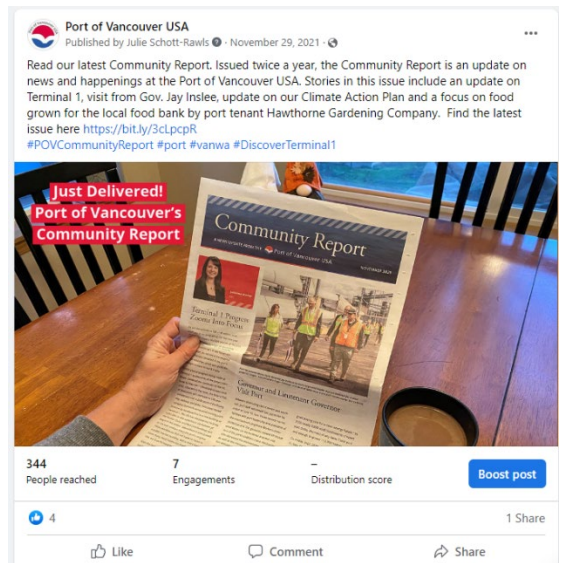 Port of Vancouver USA
Published by Julie Schott-Rawls · November 29, 2021 ·
Read our latest Community Report. Issued twice a year, the Community Report is an update on
news and happenings at the Port of Vancouver USA. Stories in this issue include an update on
Terminal 1, visit from Gov. Jay Inslee, update on our Climate Action Plan and a focus on food
grown for the local food bank by port tenant Hawthorne Gardening Company.  Find the latest
issue here https://bit.ly/3cLpcpR
#POVCommunityReport #port #vanwa #DiscoverTerminal1
Just Delivered!
Port of Vancouver's
Community Report
Community Report
Port of Vancouver USA
NOVEMBER 2021
Terminal 1 Progress
Zooms Into Focus
Governor and Lieutenant Governor
Visit Port
344
People reached
7
Engagements
–
Distribution score
Boost post
4
1 Share
Like
Comment
Share